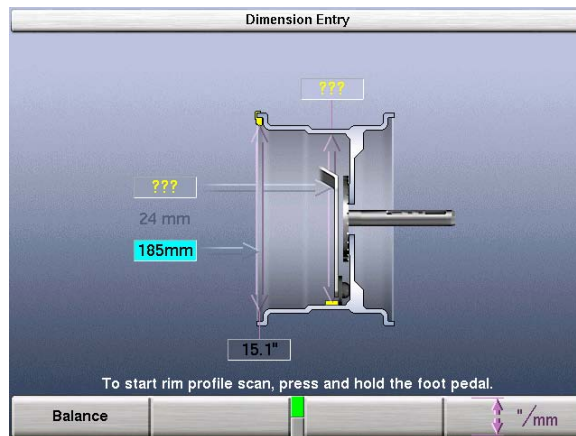 Dimension Entry
???
???
24 mm
185mm
15.1"
To start rim profile scan, press and hold the foot pedal.
Balance
"/mm